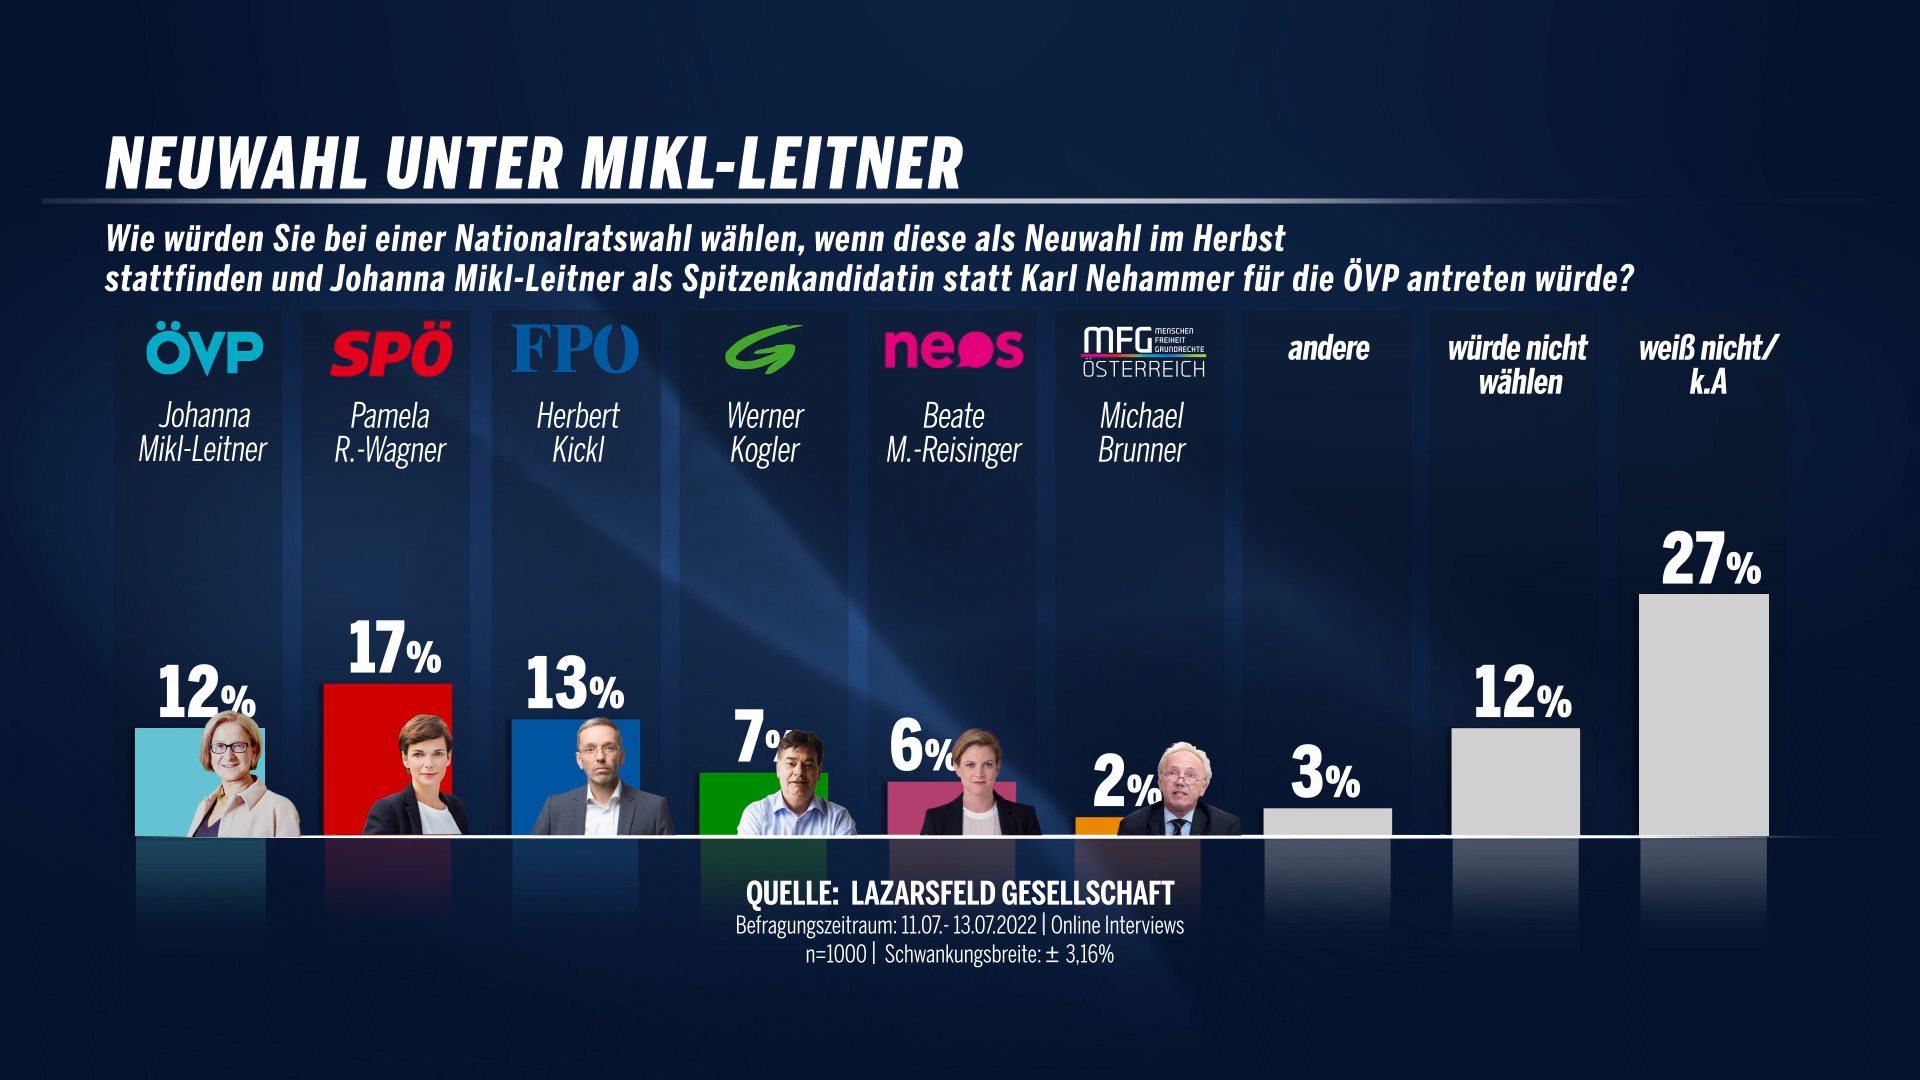 NEUWAHL UNTER MIKL-LEITNER
Wie würden Sie bei einer Nationalratswahl wählen, wenn diese als Neuwahl im Herbst
stattfinden und Johanna Mikl-Leitner als Spitzenkandidatin statt Karl Nehammer für die ÖVP antreten würde?
ÖVP
Johanna
Mikl-Leitner
12%
SPÖ
Pamela
R.-Wagner
17%
FPÖ
Herbert
Kickl
13%
G
Werner
Kogler
7%
neos
Beate
M.-Reisinger
6%
MFG
MENSCHEN
FREIHEIT
GRUNDRECHTE
ÖSTERREICH
Michael
Brunner
2%
andere
3%
würde nicht
wählen
12%
weiß nicht/
k.A
27%
QUELLE: LAZARSFELD GESELLSCHAFT
Befragungszeitraum: 11.07.- 13.07.2022 | Online Interviews
n=1000 | Schwankungsbreite: ± 3,16%